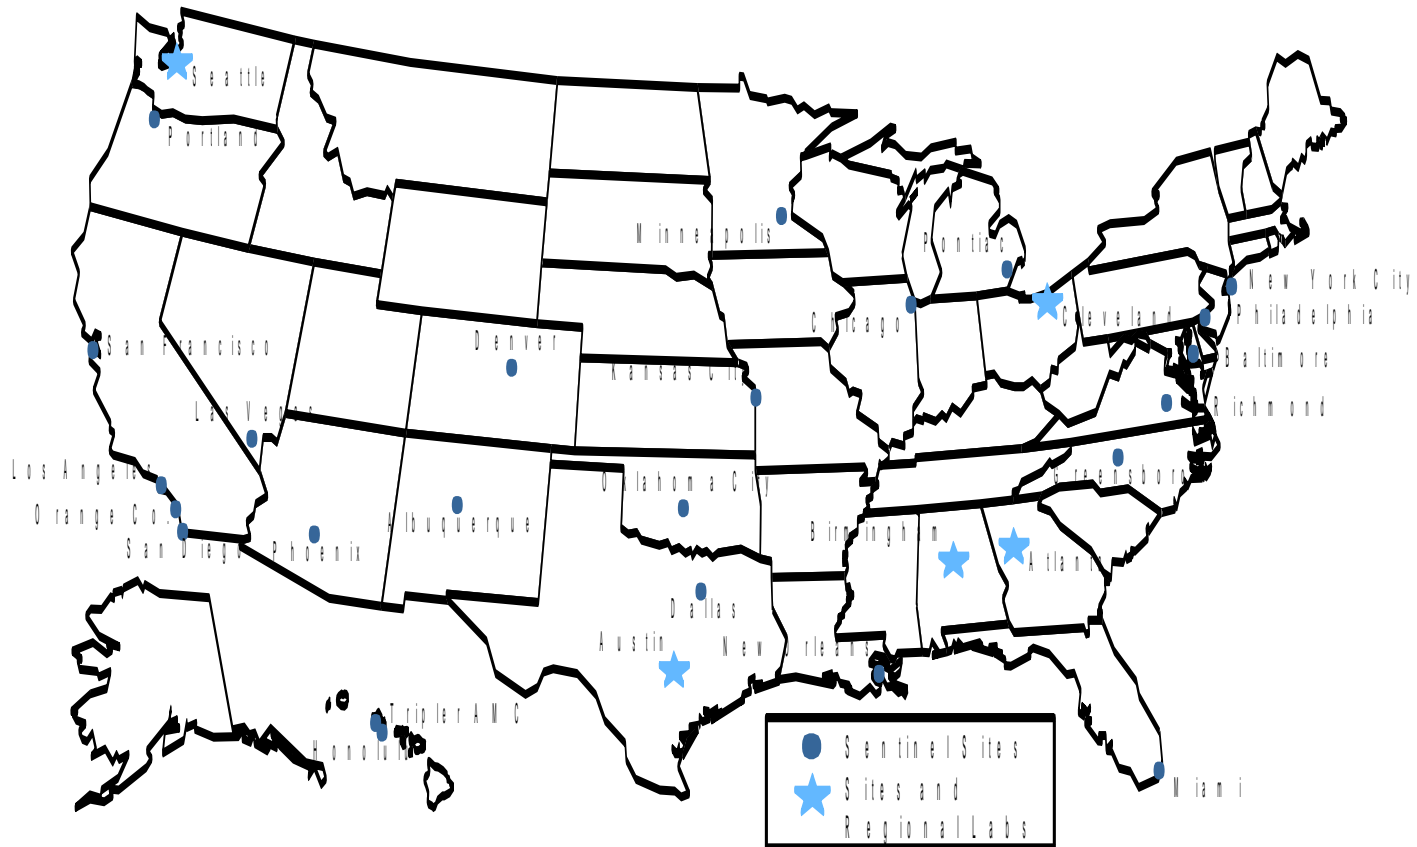 Seattle
Portland
Minneapolis
Pontiac
New York City
Cleveland
Philadelphia
Chicago
Denver
San Francisco
Baltimore
Kansas City
Las Vegas
Richmond
Los Angeles
Greensboro
Oklahoma City
Orange Co.
Albuquerque
Birmingham
San Diego
Phoenix
Atlanta
Dallas
Austin
New Orleans
Tripler AMC
Honolulu
Miami
Sentinel Sites
Sites and
Regional Labs